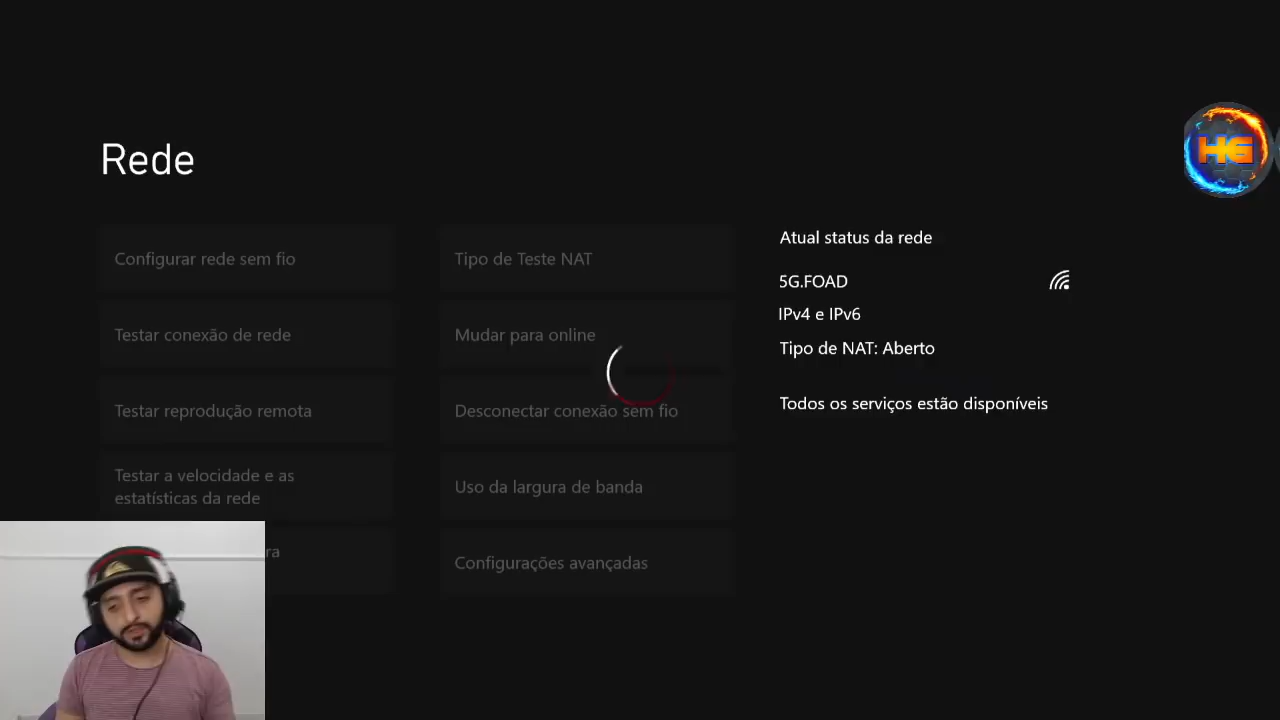 HG
Rede
Configurar rede sem fio
Testar conexão de rede
Testar reprodução remota
Testar a velocidade e as
estatísticas da rede
ra
Tipo de Teste NAT
Mudar para online
Desconectar conexão sem fio
Uso da largura de banda
Configurações avançadas
Atual status da rede
5G.FOAD
IPv4 e IPv6
Tipo de NAT: Aberto
Todos os serviços estão disponíveis